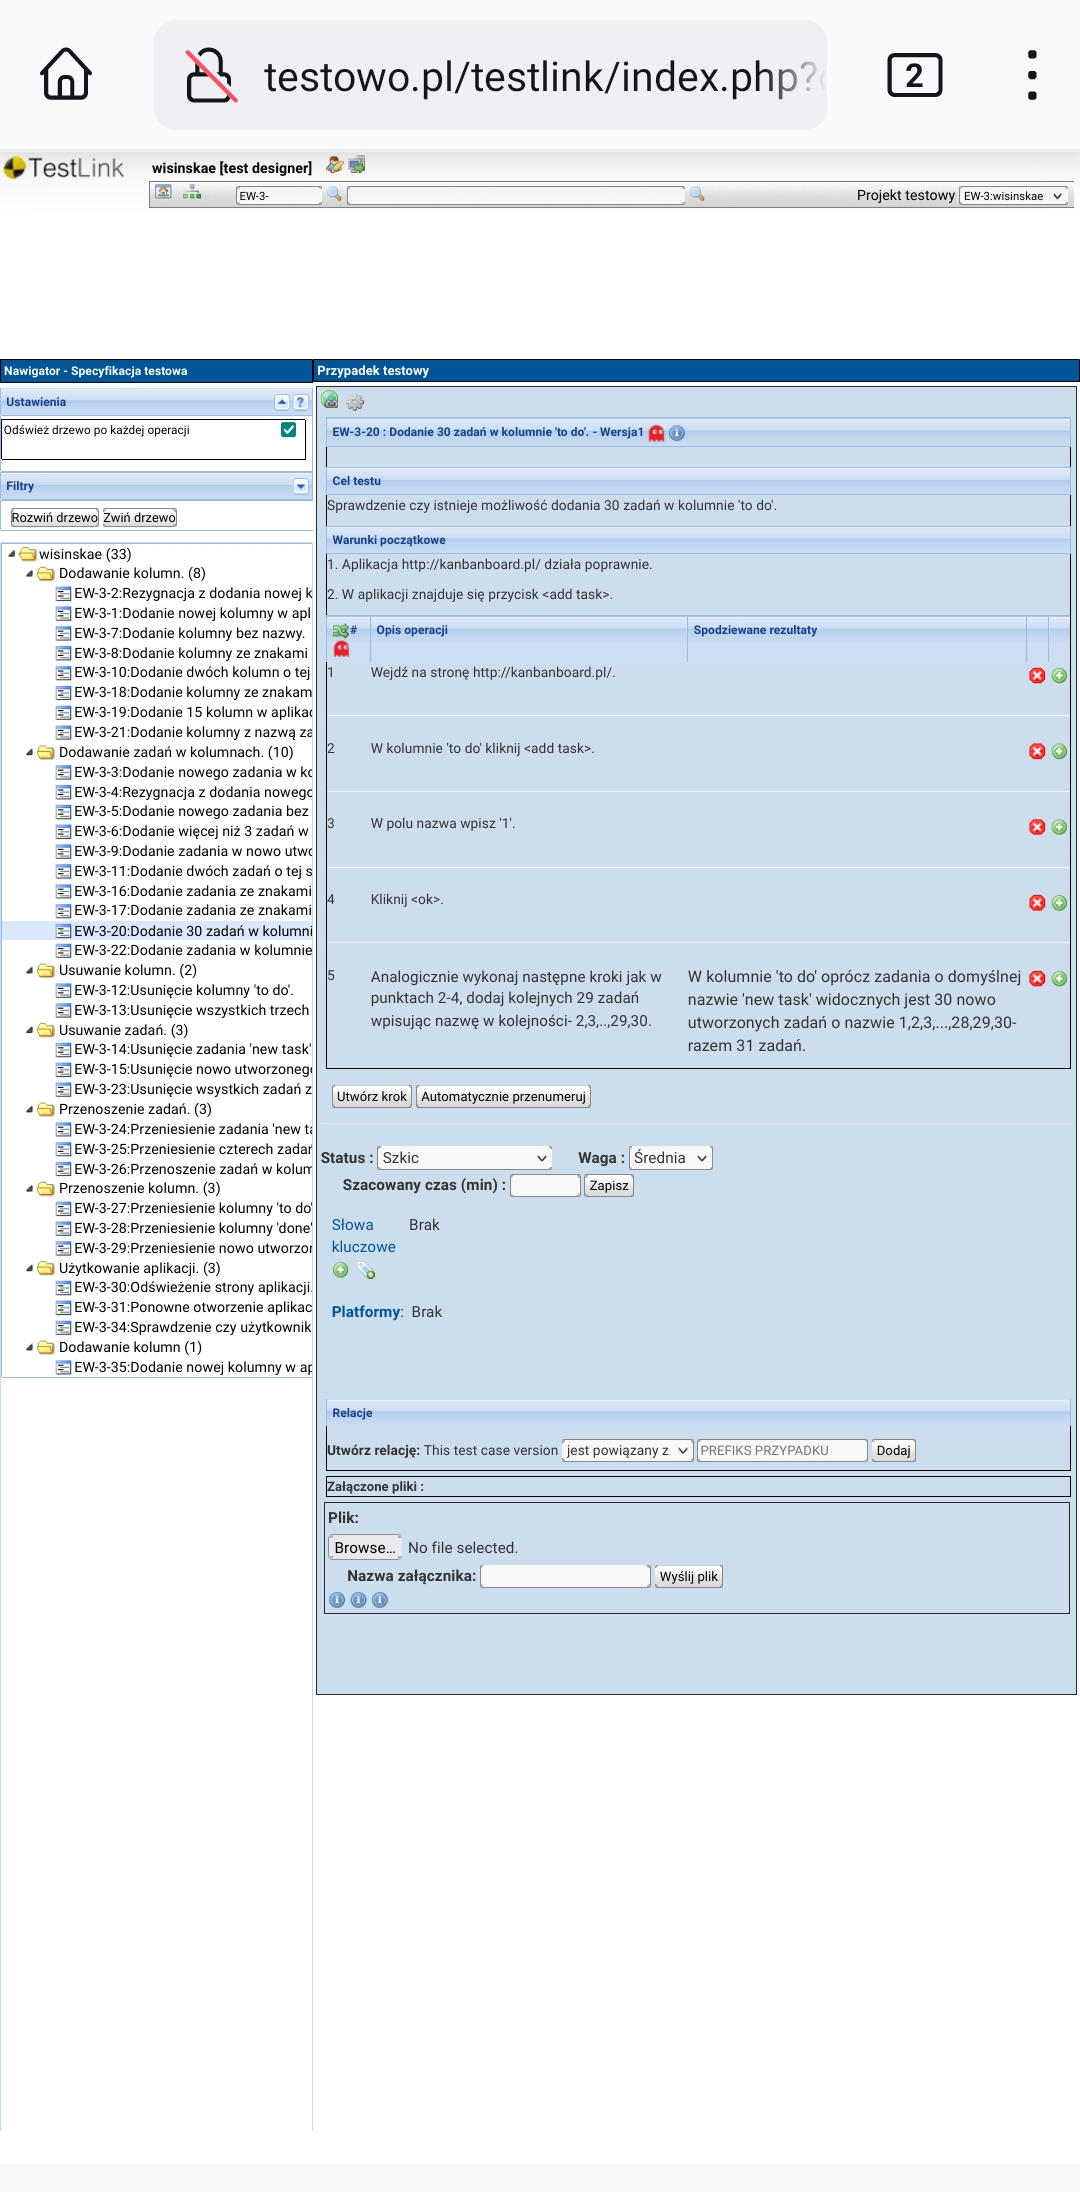 testowo.pl/testlink/index.php?
2
TestLink
wisinskae [test designer]
EW-3-
Projekt testowy EW-3:wisinskae
Nawigator - Specyfikacja testowa
Ustawienia
?
Odśwież drzewo po każdej operacji
Filtry
Rozwiń drzewo Zwiń drzewo
wisinskae (33)
Dodawanie kolumn. (8)
EW-3-2:Rezygnacja z dodania nowej k
EW-3-1:Dodanie nowej kolumny w apl
EW-3-7:Dodanie kolumny bez nazwy.
EW-3-8:Dodanie kolumny ze znakami
EW-3-10:Dodanie dwóch kolumn o tej
EW-3-18:Dodanie kolumny ze znakam
EW-3-19:Dodanie 15 kolumn w aplikac
EW-3-21:Dodanie kolumny z nazwą za
Dodawanie zadań w kolumnach. (10)
EW-3-3:Dodanie nowego zadania w ko
EW-3-4:Rezygnacja z dodania nowego
EW-3-5:Dodanie nowego zadania bez
EW-3-6:Dodanie więcej niż 3 zadań w
EW-3-9:Dodanie zadania w nowo utwo
EW-3-11:Dodanie dwóch zadań o tej s
EW-3-16:Dodanie zadania ze znakami
EW-3-17:Dodanie zadania ze znakami
EW-3-20:Dodanie 30 zadań w kolumni
EW-3-22:Dodanie zadania w kolumnie
Usuwanie kolumn. (2)
EW-3-12:Usunięcie kolumny 'to do'.
EW-3-13:Usunięcie wszystkich trzech
Usuwanie zadań. (3)
EW-3-14:Usunięcie zadania 'new task'
EW-3-15:Usunięcie nowo utworzonego
EW-3-23:Usunięcie wsystkich zadań z
Przenoszenie zadań. (3)
EW-3-24:Przeniesienie zadania 'new ta
EW-3-25:Przeniesienie czterech zadań
EW-3-26:Przenoszenie zadań w kolum
Przenoszenie kolumn. (3)
EW-3-27:Przeniesienie kolumny 'to do'
EW-3-28:Przeniesienie kolumny 'done'
EW-3-29:Przeniesienie nowo utworzon
Użytkowanie aplikacji. (3)
EW-3-30:Odświeżenie strony aplikacji.
EW-3-31:Ponowne otworzenie aplikac
EW-3-34:Sprawdzenie czy użytkownik
Dodawanie kolumn (1)
EW-3-35:Dodanie nowej kolumny w ap
Przypadek testowy
EW-3-20 : Dodanie 30 zadań w kolumnie 'to do'. - Wersja1
Cel testu
Sprawdzenie czy istnieje możliwość dodania 30 zadań w kolumnie 'to do'.
Warunki początkowe
1. Aplikacja http://kanbanboard.pl/ działa poprawnie.
2. W aplikacji znajduje się przycisk <add task>.
# Opis operacji Spodziewane rezultaty
1 Wejdź na stronę http://kanbanboard.pl/.
2 W kolumnie 'to do' kliknij <add task>.
3 W polu nazwa wpisz '1'.
4 Kliknij <ok>.
5 Analogicznie wykonaj następne kroki jak w
punktach 2-4, dodaj kolejnych 29 zadań
wpisując nazwę w kolejności- 2,3,..,29,30.
W kolumnie 'to do' oprócz zadania o domyślnej
nazwie 'new task' widocznych jest 30 nowo
utworzonych zadań o nazwie 1,2,3,...,28,29,30-
razem 31 zadań.
Utwórz krok Automatycznie przenumeruj
Status : Szkic Waga : Średnia
Szacowany czas (min) : Zapisz
Słowa
kluczowe
Brak
Platformy: Brak
Relacje
Utwórz relację: This test case version jest powiązany z PREFIKS PRZYPADKU Dodaj
Załączone pliki :
Plik:
Browse... No file selected.
Nazwa załącznika: Wyślij plik